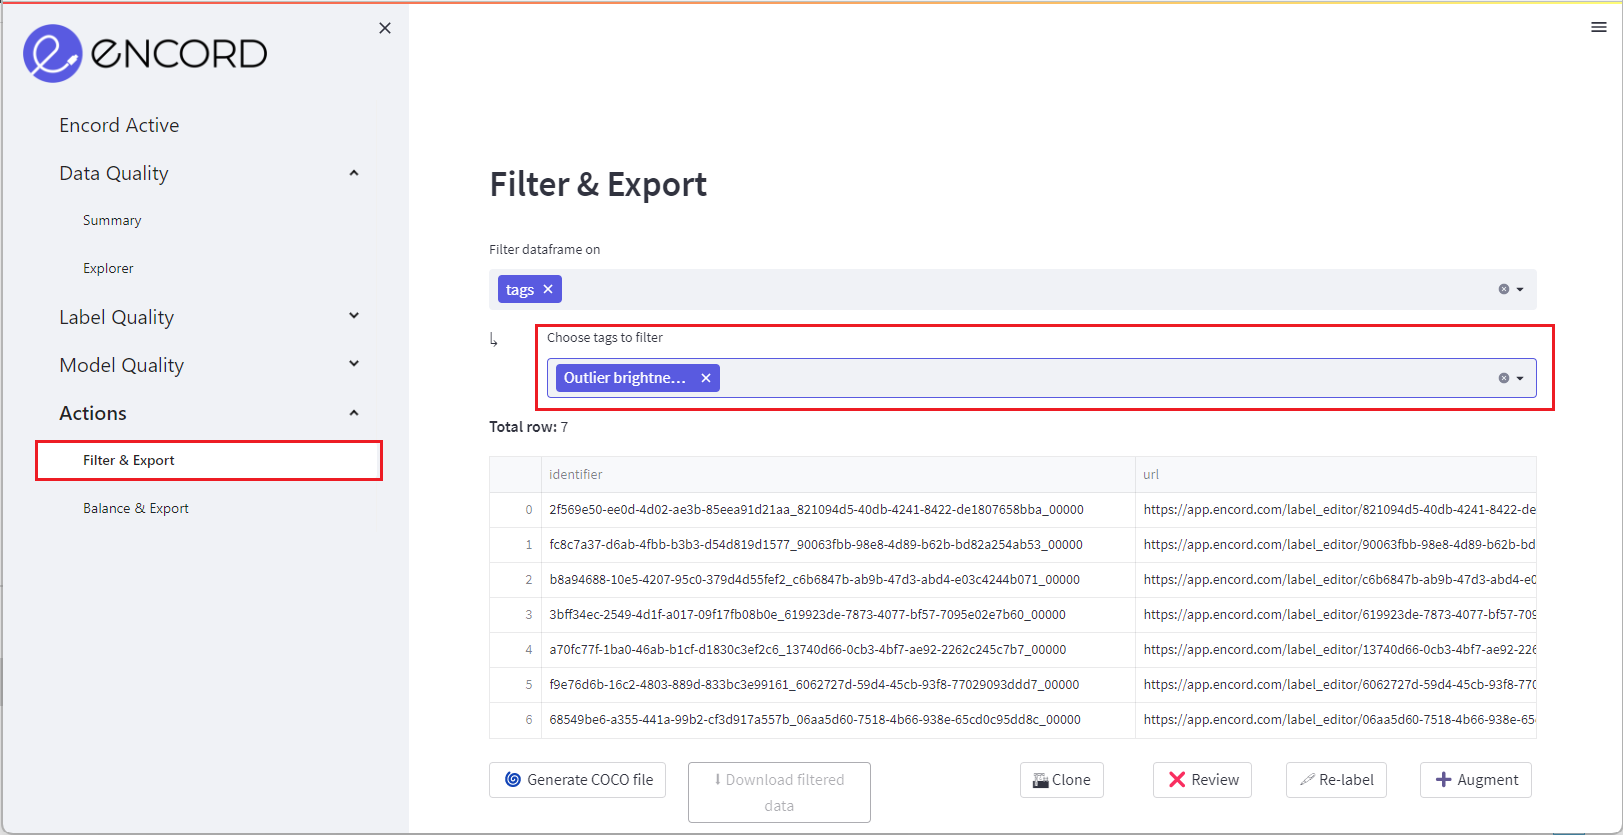 encord
Encord Active
Data Quality
Summary
Explorer
Label Quality
Model Quality
Actions
Filter & Export
Balance & Export
Filter & Export
Filter dataframe on
tags
Choose tags to filter
Outlier brightne...
Total row: 7
identifier url
0 2f569e50-ee0d-4d02-ae3b-85eea91d21aa_821094d5-40db-4241-8422-de1807658bba_00000 https://app.encord.com/label_editor/821094d5-40db-4241-8422-de
1 fc8c7a37-d6ab-4fbb-b3b3-d54d819d1577_90063fbb-98e8-4d89-b62b-bd82a254ab53_00000 https://app.encord.com/label_editor/90063fbb-98e8-4d89-b62b-bd
2 b8a94688-10e5-4207-95c0-379d4d55fef2_c6b6847b-ab9b-47d3-abd4-e03c4244b071_00000 https://app.encord.com/label_editor/c6b6847b-ab9b-47d3-abd4-e0
3 3bff34ec-2549-4d1f-a017-09f17fb08b0e_619923de-7873-4077-bf57-7095e02e7b60_00000 https://app.encord.com/label_editor/619923de-7873-4077-bf57-709
4 a70fc77f-1ba0-46ab-b1cf-d1830c3ef2c6_13740d66-0cb3-4bf7-ae92-2262c245c7b7_00000 https://app.encord.com/label_editor/13740d66-0cb3-4bf7-ae92-226
5 f9e76d6b-16c2-4803-889d-833bc3e99161_6062727d-59d4-45cb-93f8-77029093ddd7_00000 https://app.encord.com/label_editor/6062727d-59d4-45cb-93f8-770
6 68549be6-a355-441a-99b2-cf3d917a557b_06aa5d60-7518-4b66-938e-65cd0c95dd8c_00000 https://app.encord.com/label_editor/06aa5d60-7518-4b66-938e-65
Generate COCO file
Download filtered
data
Clone
Review
Re-label
Augment